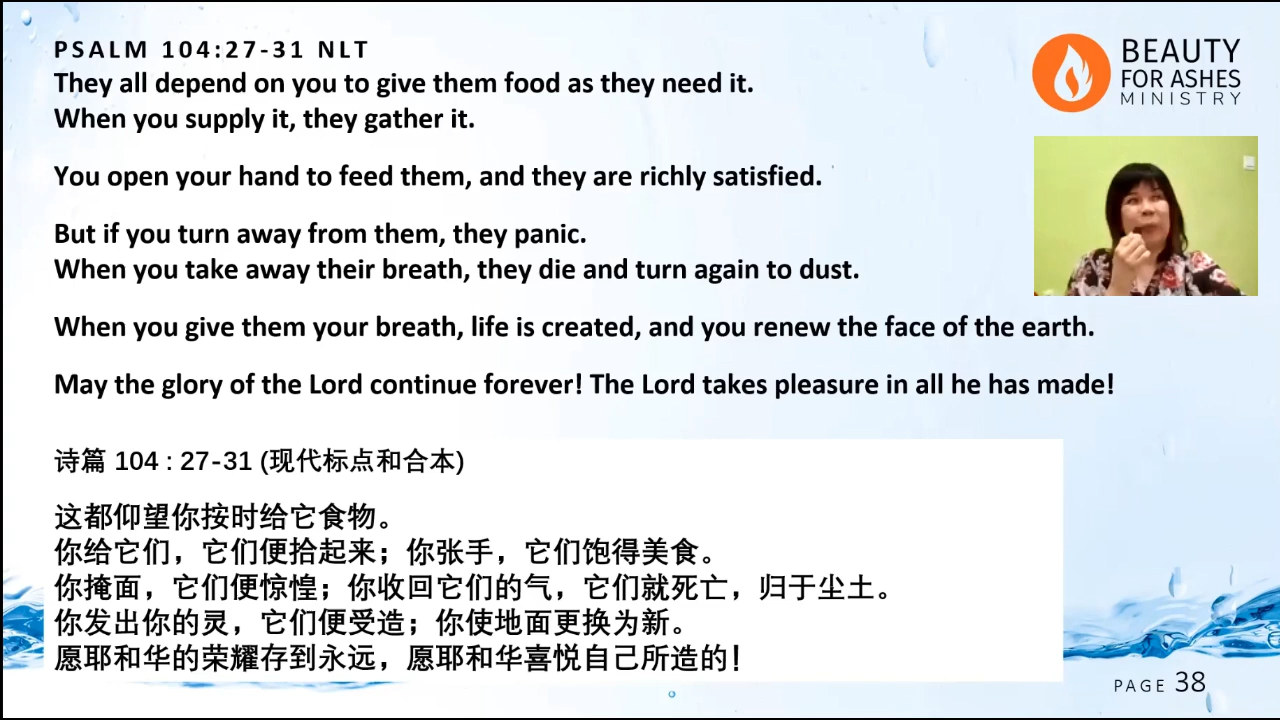 PSALM 104:27-31 NLT
They all depend on you to give them food as they need it.
When you supply it, they gather it.
You open your hand to feed them, and they are richly satisfied.
But if you turn away from them, they panic.
When you take away their breath, they die and turn again to dust.
When you give them your breath, life is created, and you renew the face of the earth.
May the glory of the Lord continue forever! The Lord takes pleasure in all he has made!
BEAUTY
FOR ASHES
MINISTRY
诗篇 104 : 27-31 (现代标点和合本)
这都仰望你按时给它食物。
你给它们，它们便拾起来；你张手，它们饱得美食。
你掩面，它们便惊惶；你收回它们的气，它们就死亡，归于尘土。
你发出你的灵，它们便受造；你使地面更换为新。
愿耶和华的荣耀存到永远，愿耶和华喜悦自己所造的！
PAGE 38